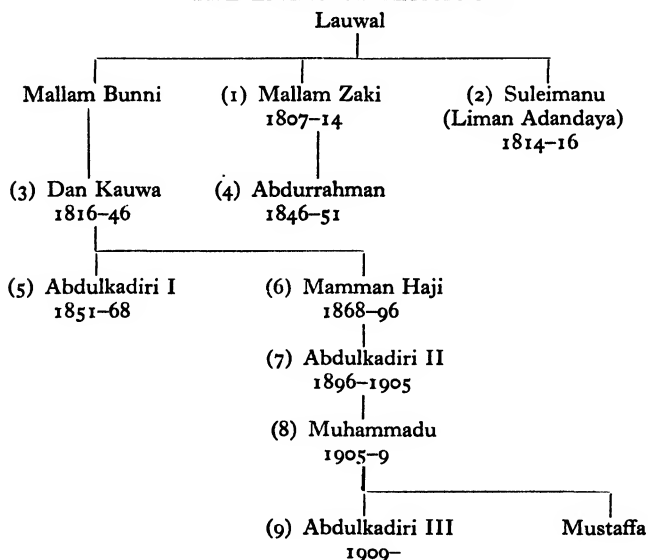 Lauwal
Mallam Bunni (1) Mallam Zaki (2) Suleimanu
1807–14 (Liman Adandaya)
1814–16
(3) Dan Kauwa (4) Abdurrahman
1816–46 1846–51
(5) Abdulkadiri I (6) Mamman Haji
1851–68 1868–96
(7) Abdulkadiri II
1896–1905
(8) Muhammadu
1905–9
(9) Abdulkadiri III Mustaffa
1909–